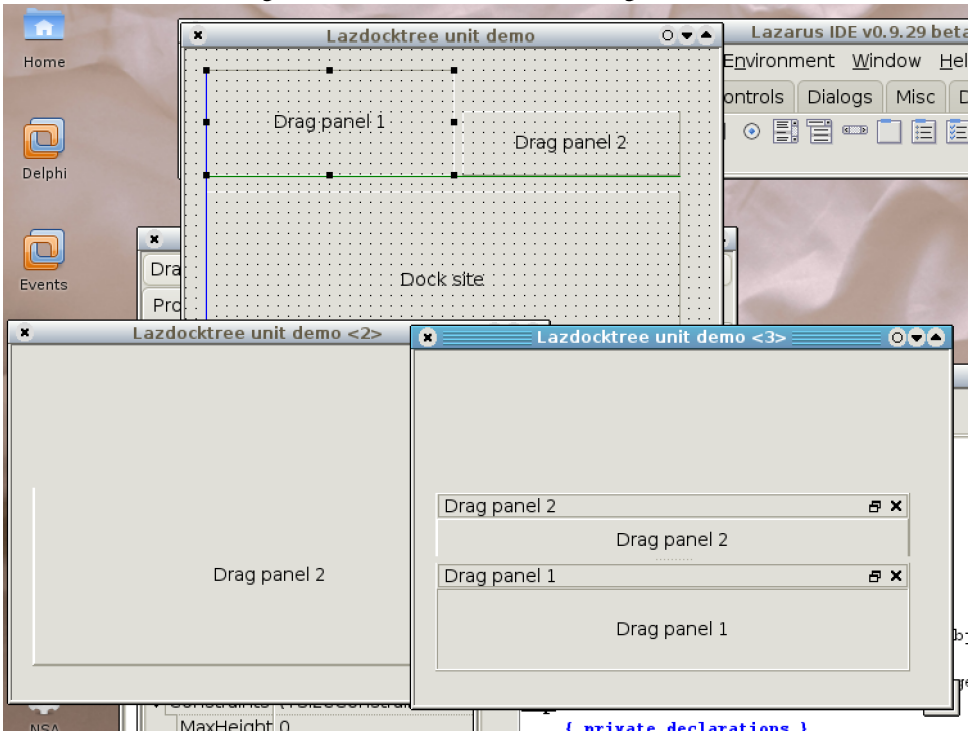 Home
Delphi
Events
NSA
Lazdocktree unit demo
Drag panel 1
Drag panel 2
Dock site
Lazarus IDE v0.9.29 beta
Environment Window Hel
ontrols Dialogs Misc
Dra
Pro
Lazdocktree unit demo <2>
Drag panel 2
Lazdocktree unit demo <3>
Drag panel 2
Drag panel 2
Drag panel 1
Drag panel 1
MaxHeight 0
{ private declarations }